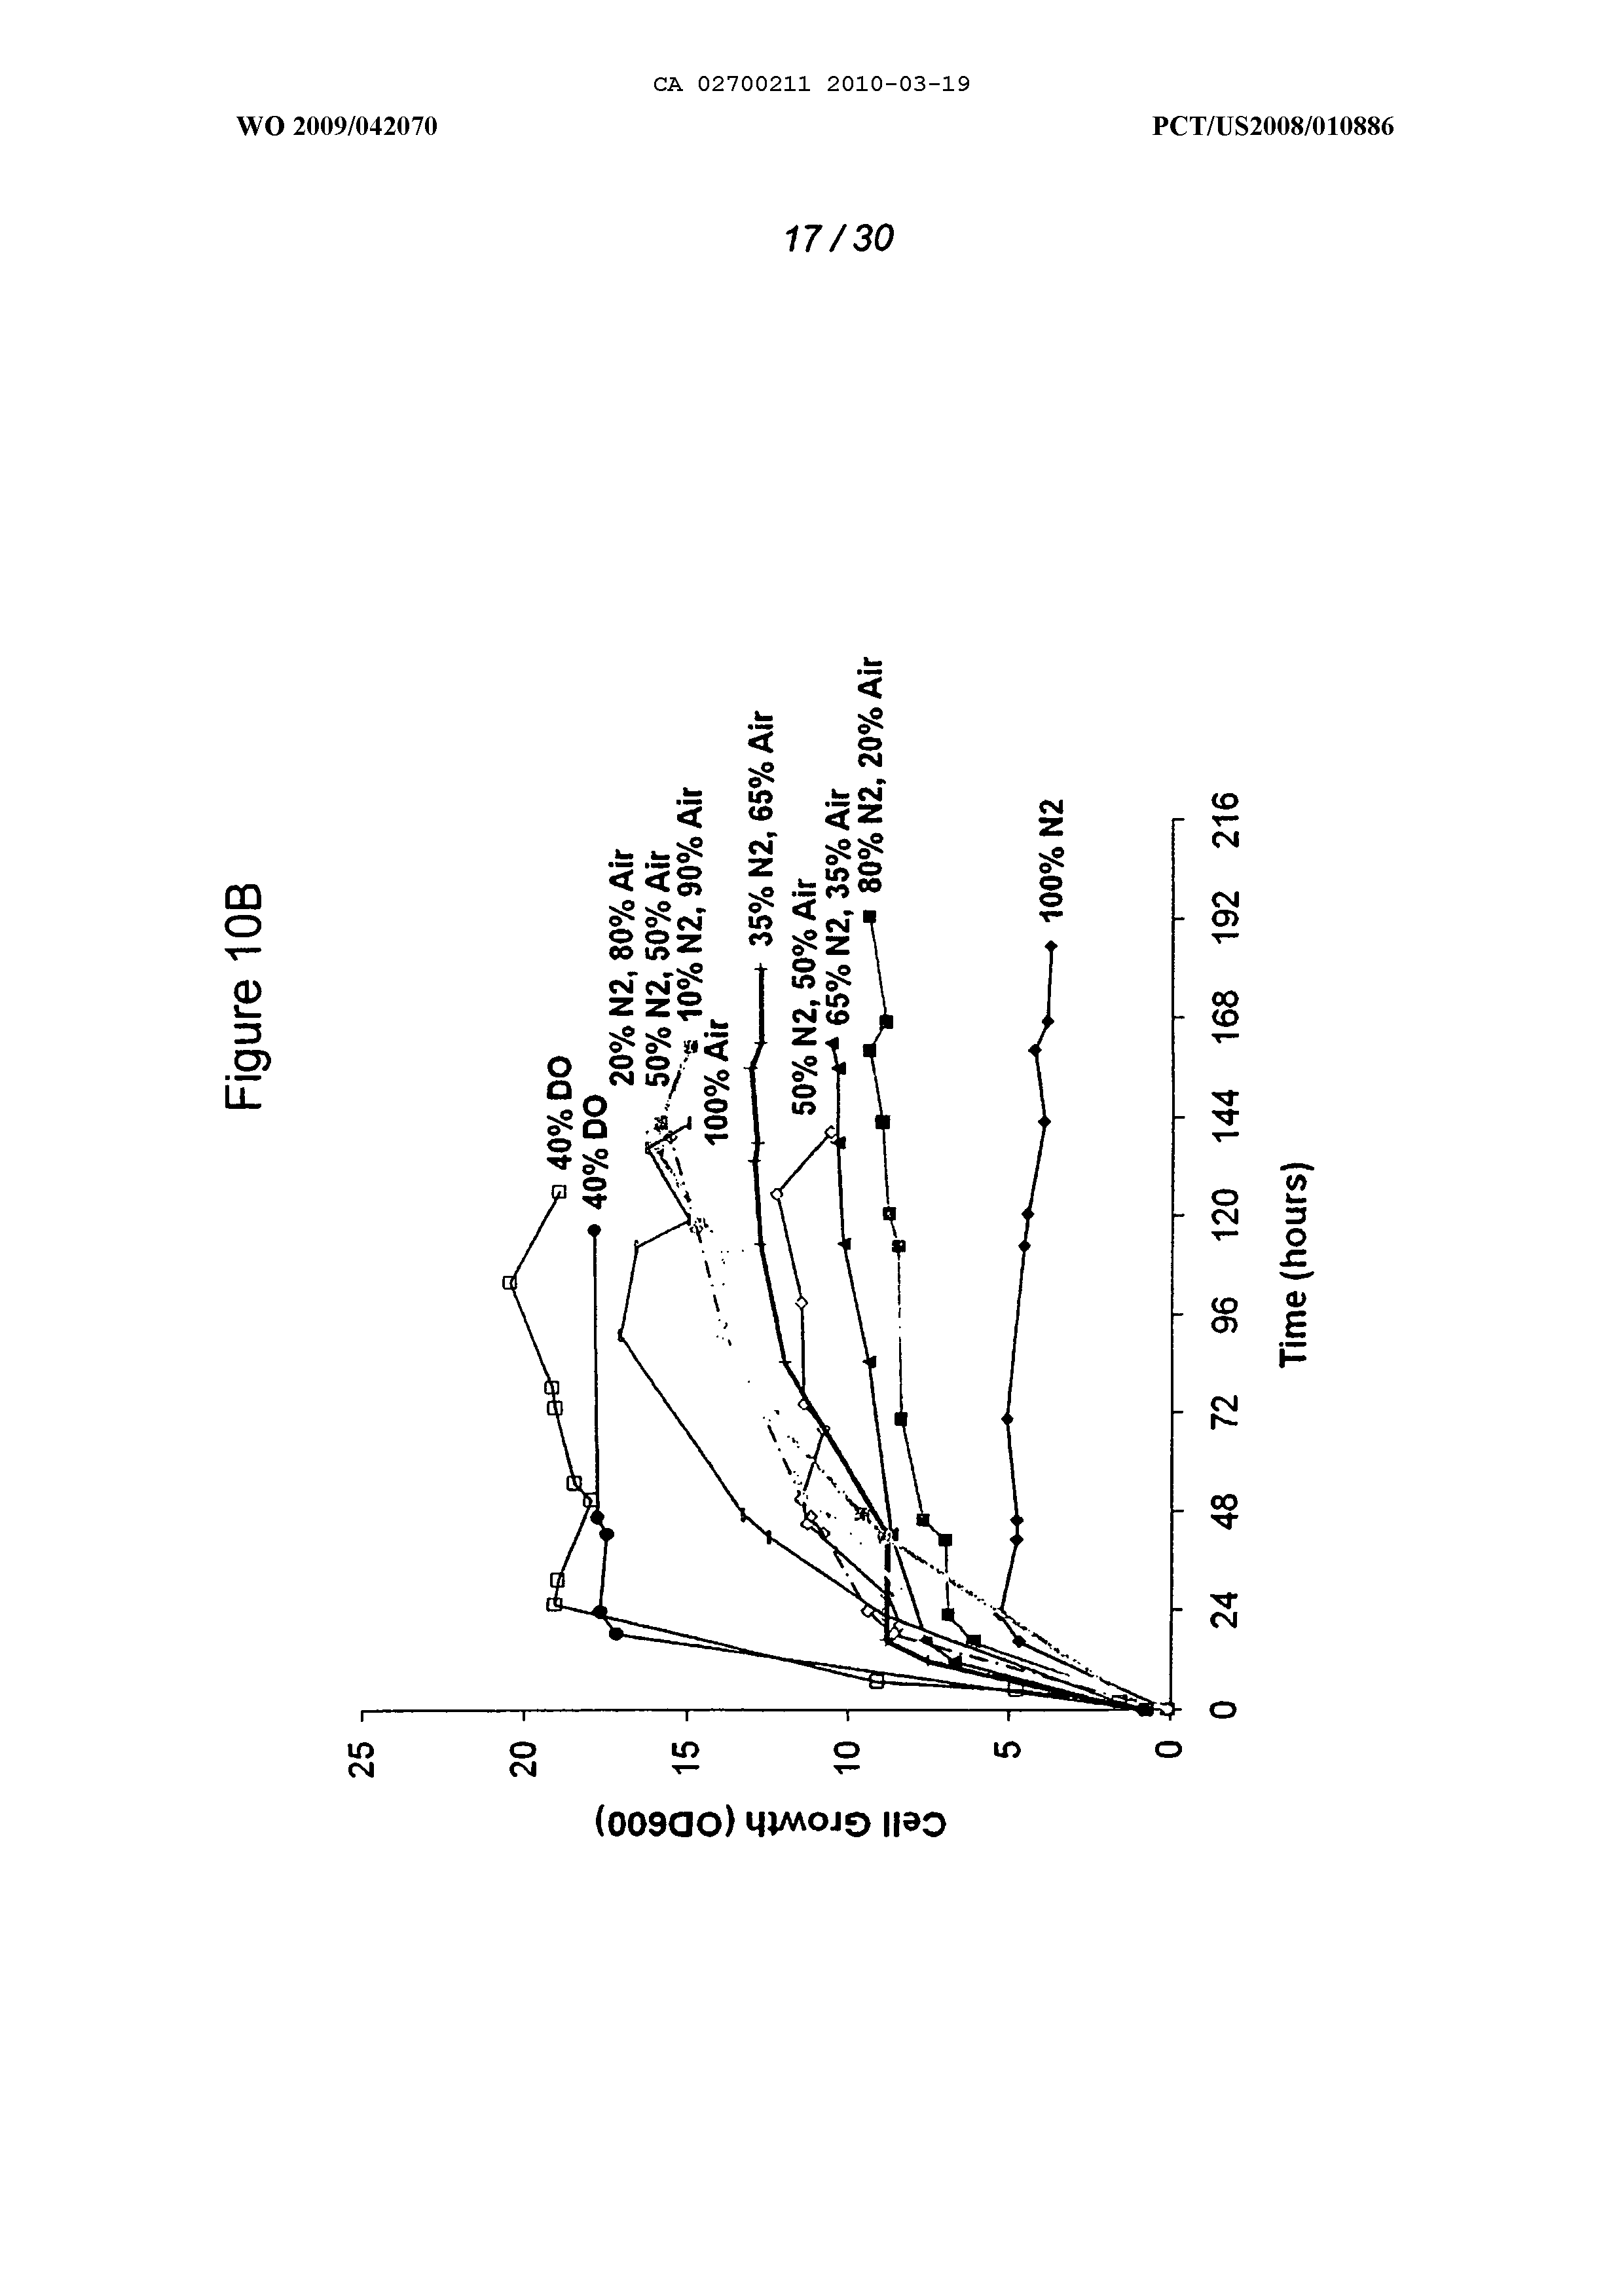 CA 02700211 2010-03-19
WO 2009/042070
PCT/US2008/010886
17/30
Figure 10B
Cell Growth (OD600)
25
20
15
10
5
0
40% DO
40% DO
20% N2, 80% Air
50% N2, 50% Air
10% N2, 90% Air
100% Air
35% N2, 65% Air
50% N2, 50% Air
65% N2, 35% Air
80% N2, 20% Air
100% N2
0
24
48
72
96
120
144
168
192
216
Time (hours)